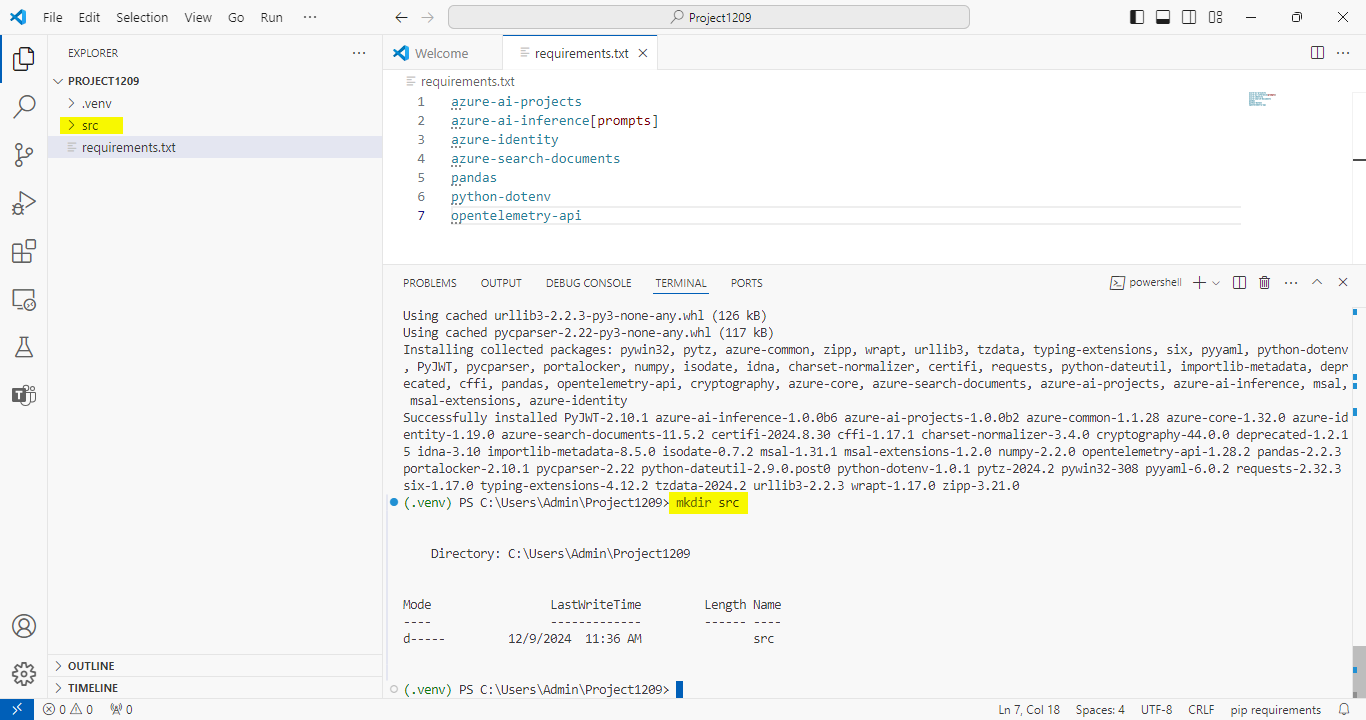 File Edit Selection View Go Run ···
Project1209
EXPLORER
PROJECT1209
.venv
src
requirements.txt
OUTLINE
TIMELINE
Welcome
requirements.txt
requirements.txt
1 azure-ai-projects
2 azure-ai-inference[prompts]
3 azure-identity
4 azure-search-documents
5 pandas
6 python-dotenv
7 opentelemetry-api
PROBLEMS OUTPUT DEBUG CONSOLE TERMINAL PORTS
powershell
Using cached urllib3-2.2.3-py3-none-any.whl (126 kB)
Using cached pycparser-2.22-py3-none-any.whl (117 kB)
Installing collected packages: pywin32, pytz, azure-common, zipp, wrapt, urllib3, tzdata, typing-extensions, six, pyyaml, python-dotenv
, PyJWT, pycparser, portalocker, numpy, isodate, idna, charset-normalizer, certifi, requests, python-dateutil, importlib-metadata, depr
ecated, cffi, pandas, opentelemetry-api, cryptography, azure-core, azure-search-documents, azure-ai-projects, azure-ai-inference, msal,
msal-extensions, azure-identity
Successfully installed PyJWT-2.10.1 azure-ai-inference-1.0.0b6 azure-ai-projects-1.0.0b2 azure-common-1.1.28 azure-core-1.32.0 azure-id
entity-1.19.0 azure-search-documents-11.5.2 certifi-2024.8.30 cffi-1.17.1 charset-normalizer-3.4.0 cryptography-44.0.0 deprecated-1.2.1
5 idna-3.10 importlib-metadata-8.5.0 isodate-0.7.2 msal-1.31.1 msal-extensions-1.2.0 numpy-2.2.0 opentelemetry-api-1.28.2 pandas-2.2.3
portalocker-2.10.1 pycparser-2.22 python-dateutil-2.9.0.post0 python-dotenv-1.0.1 pytz-2024.2 pywin32-308 pyyaml-6.0.2 requests-2.32.3
six-1.17.0 typing-extensions-4.12.2 tzdata-2024.2 urllib3-2.2.3 wrapt-1.17.0 zipp-3.21.0
(.venv) PS C:\Users\Admin\Project1209> mkdir src
Directory: C:\Users\Admin\Project1209
Mode LastWriteTime Length Name
---- ------------- ------ ----
d----- 12/9/2024 11:36 AM src
(.venv) PS C:\Users\Admin\Project1209>
0 0 0
Ln 7, Col 18 Spaces: 4 UTF-8 CRLF pip requirements